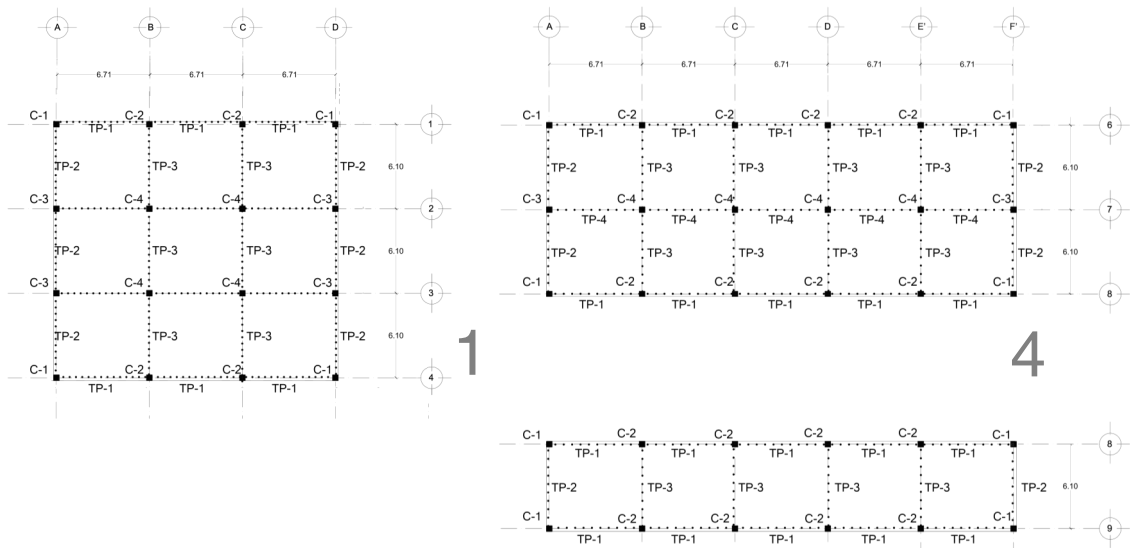 A B C D
6.71 6.71 6.71
C-1 C-2 C-2 C-1
1
TP-1 TP-1 TP-1
TP-2 TP-3 TP-3 TP-2
6.10
C-3 C-4 C-4 C-3
2
TP-2 TP-3 TP-3 TP-2
6.10
C-3 C-4 C-4 C-3
3
TP-2 TP-3 TP-3 TP-2
6.10
C-1 C-2 C-2 C-1
4
TP-1 TP-1 TP-1
1
A B C D E' F'
6.71 6.71 6.71 6.71 6.71
C-1 C-2 C-2 C-2 C-2 C-1
6
TP-1 TP-1 TP-1 TP-1 TP-1
TP-2 TP-3 TP-3 TP-3 TP-3 TP-2
6.10
C-3 C-4 C-4 C-4 C-4 C-3
7
TP-4 TP-4 TP-4 TP-4
TP-2 TP-3 TP-3 TP-3 TP-3 TP-2
6.10
C-1 C-2 C-2 C-2 C-2 C-1
8
TP-1 TP-1 TP-1 TP-1 TP-1
4
C-1 C-2 C-2 C-2 C-2 C-1
8
TP-1 TP-1 TP-1 TP-1 TP-1
TP-2 TP-3 TP-3 TP-3 TP-3 TP-2
6.10
C-1 C-2 C-2 C-2 C-2 C-1
9
TP-1 TP-1 TP-1 TP-1 TP-1